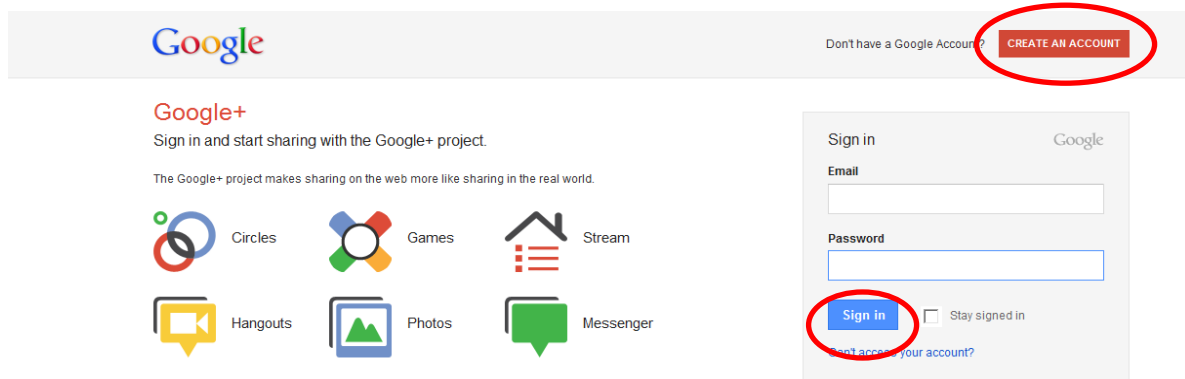 Google
Don't have a Google Account? CREATE AN ACCOUNT
Google+
Sign in and start sharing with the Google+ project.
The Google+ project makes sharing on the web more like sharing in the real world.
Circles
Games
Stream
Hangouts
Photos
Messenger
Sign in Google
Email
Password
Sign in Stay signed in
Can't access your account?